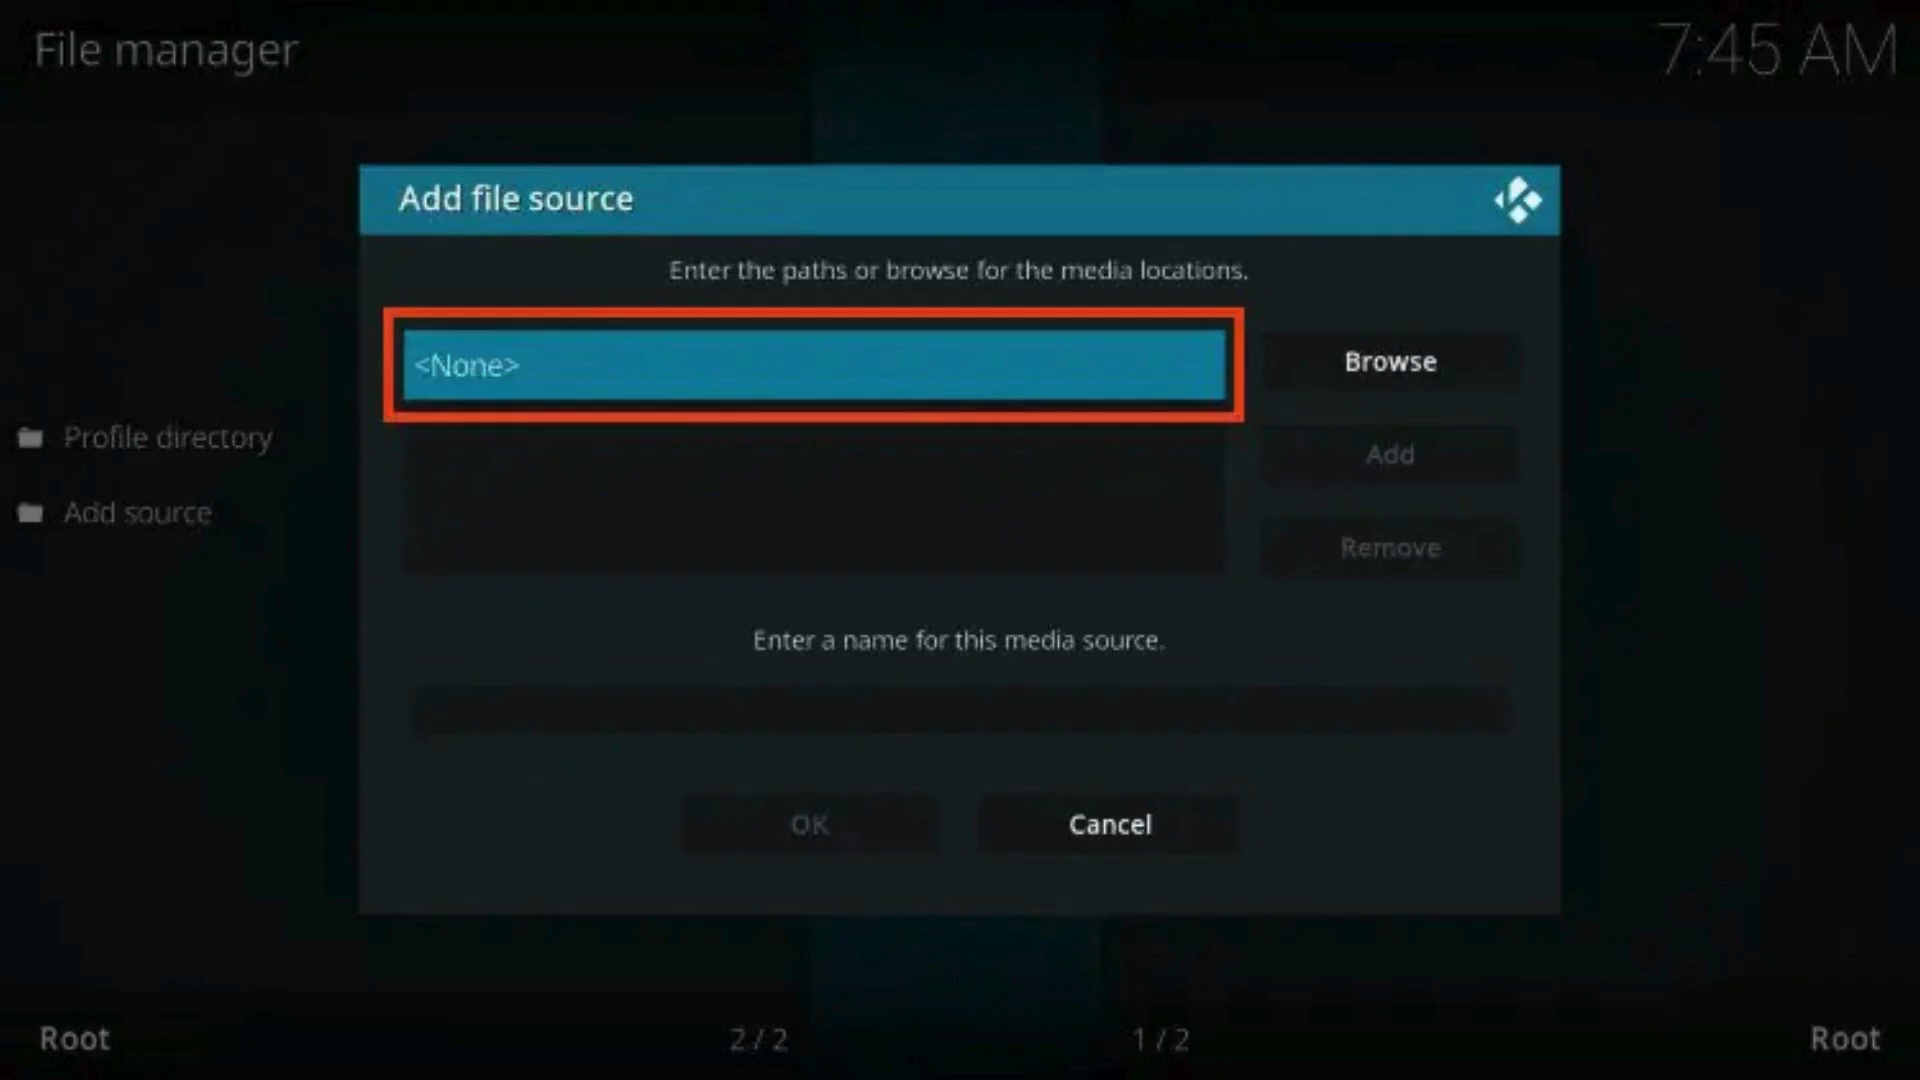 File manager
7:45 AM
Add file source
Enter the paths or browse for the media locations.
<None>
Browse
Profile directory
Add
Add source
Remove
Enter a name for this media source.
OK
Cancel
Root
2 / 2
1 / 2
Root